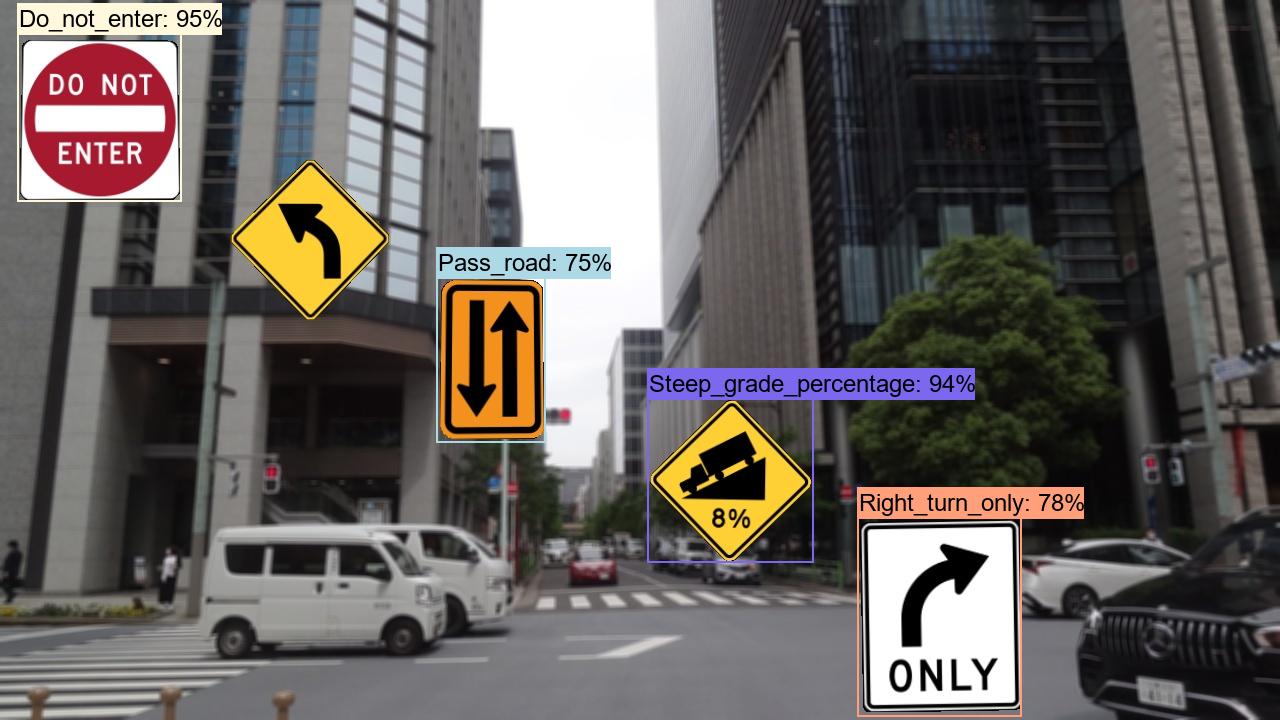 Do_not_enter: 95%
DO NOT
ENTER
Pass_road: 75%
Steep_grade_percentage: 94%
8%
Right_turn_only: 78%
ONLY